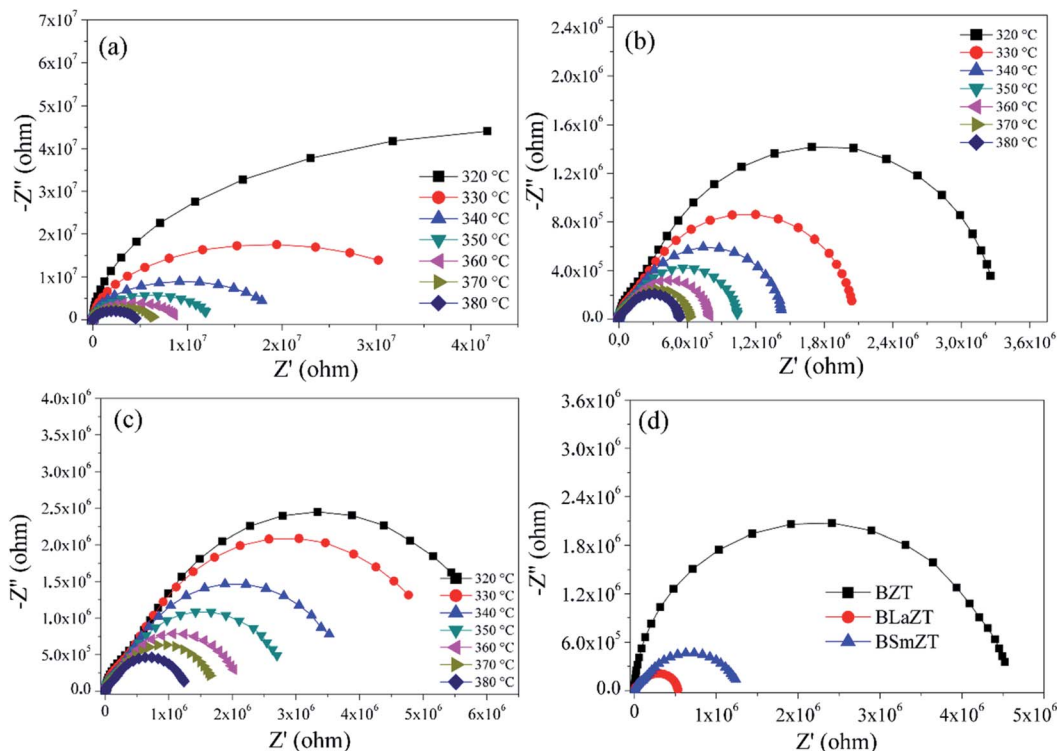 (a)
7x10⁷
6x10⁷
5x10⁷
4x10⁷
3x10⁷
2x10⁷
1x10⁷
0
-Z'' (ohm)
320 °C
330 °C
340 °C
350 °C
360 °C
370 °C
380 °C
0 1x10⁷ 2x10⁷ 3x10⁷ 4x10⁷
Z' (ohm)
(b)
2.4x10⁶
2.0x10⁶
1.6x10⁶
1.2x10⁶
8.0x10⁵
4.0x10⁵
0.0
-Z'' (ohm)
320 °C
330 °C
340 °C
350 °C
360 °C
370 °C
380 °C
0,0 6,0x10⁵ 1,2x10⁶ 1,8x10⁶ 2,4x10⁶ 3,0x10⁶ 3,6x10⁶
Z' (ohm)
(c)
4.0x10⁶
3.5x10⁶
3.0x10⁶
2.5x10⁶
2.0x10⁶
1.5x10⁶
1.0x10⁶
5.0x10⁵
0.0
-Z'' (ohm)
320 °C
330 °C
340 °C
350 °C
360 °C
370 °C
380 °C
0 1x10⁶ 2x10⁶ 3x10⁶ 4x10⁶ 5x10⁶ 6x10⁶
Z' (ohm)
(d)
3.6x10⁶
3.0x10⁶
2.4x10⁶
1.8x10⁶
1.2x10⁶
6.0x10⁵
0.0
-Z'' (ohm)
BZT
BLaZT
BSmZT
0 1x10⁶ 2x10⁶ 3x10⁶ 4x10⁶ 5x10⁶
Z' (ohm)